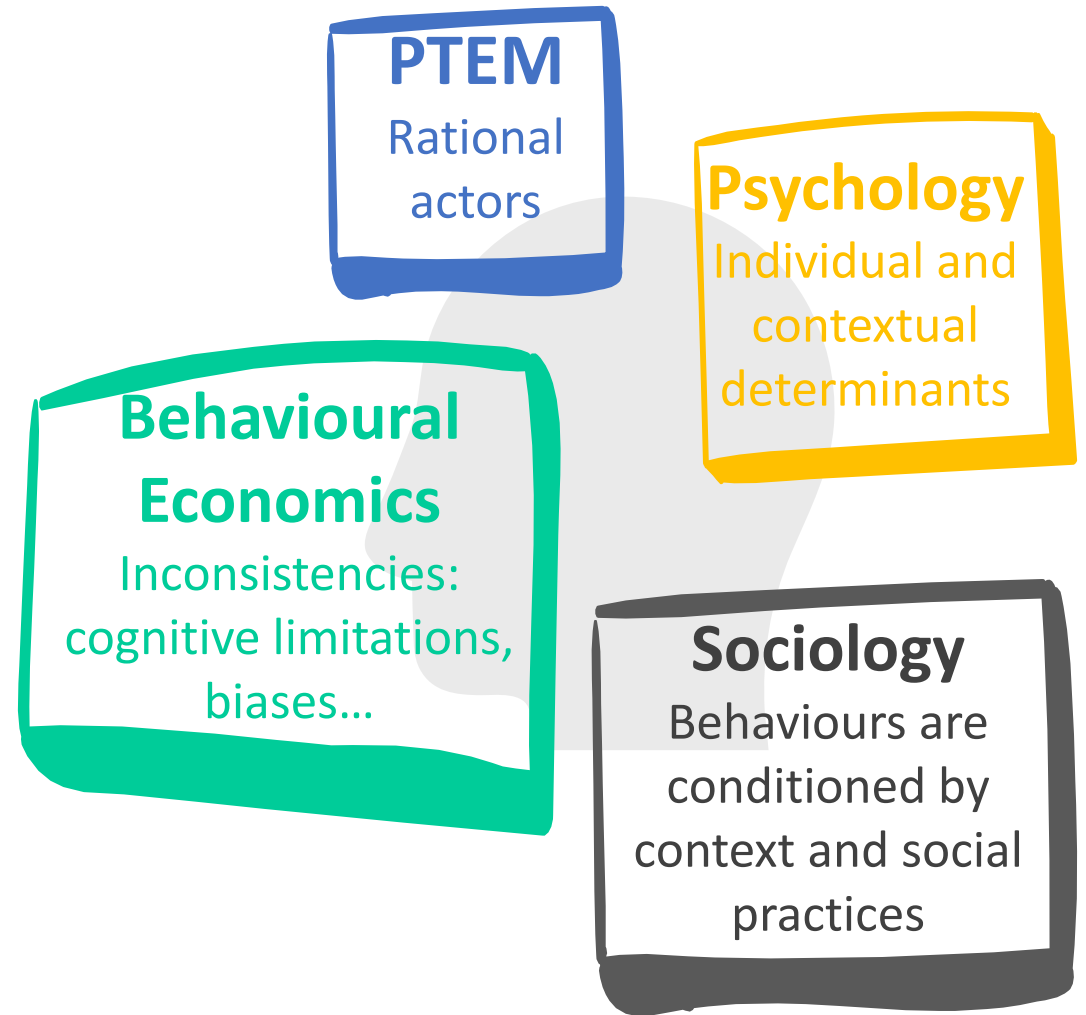 PTEM
Rational
actors
Psychology
Individual and
contextual
determinants
Behavioural
Economics
Inconsistencies:
cognitive limitations,
biases...
Sociology
Behaviours are
conditioned by
context and social
practices